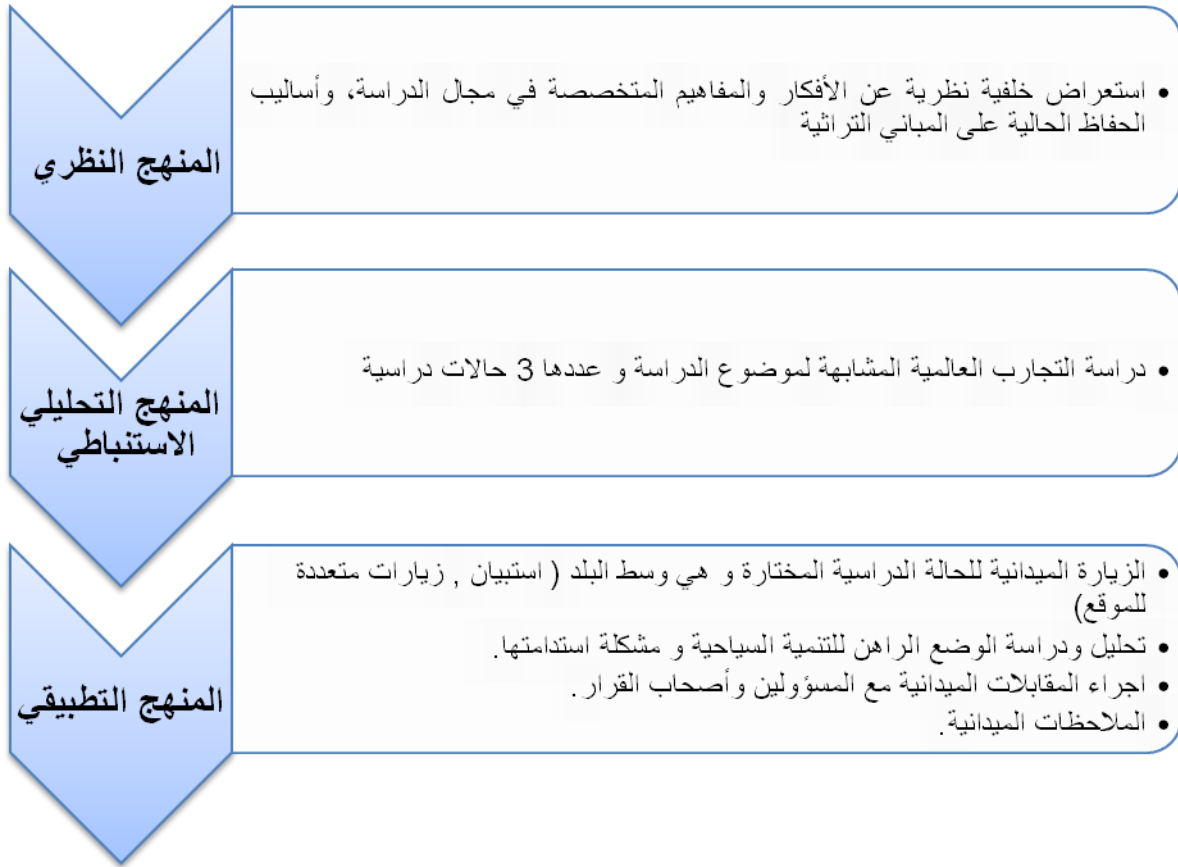 المنهج النظري
• استعراض خلفية نظرية عن الأفكار والمفاهيم المتخصصة في مجال الدراسة، وأساليب
الحفاظ الحالية على المباني التراثية
المنهج التحليلي
الاستنباطي
• دراسة التجارب العالمية المشابهة لموضوع الدراسة و عددها 3 حالات دراسية
المنهج التطبيقي
• الزيارة الميدانية للحالة الدراسية المختارة و هي وسط البلد ( استبيان , زيارات متعددة
للموقع)
• تحليل ودراسة الوضع الراهن للتنمية السياحية و مشكلة استدامتها.
• اجراء المقابلات الميدانية مع المسؤولين وأصحاب القرار.
• الملاحظات الميدانية.